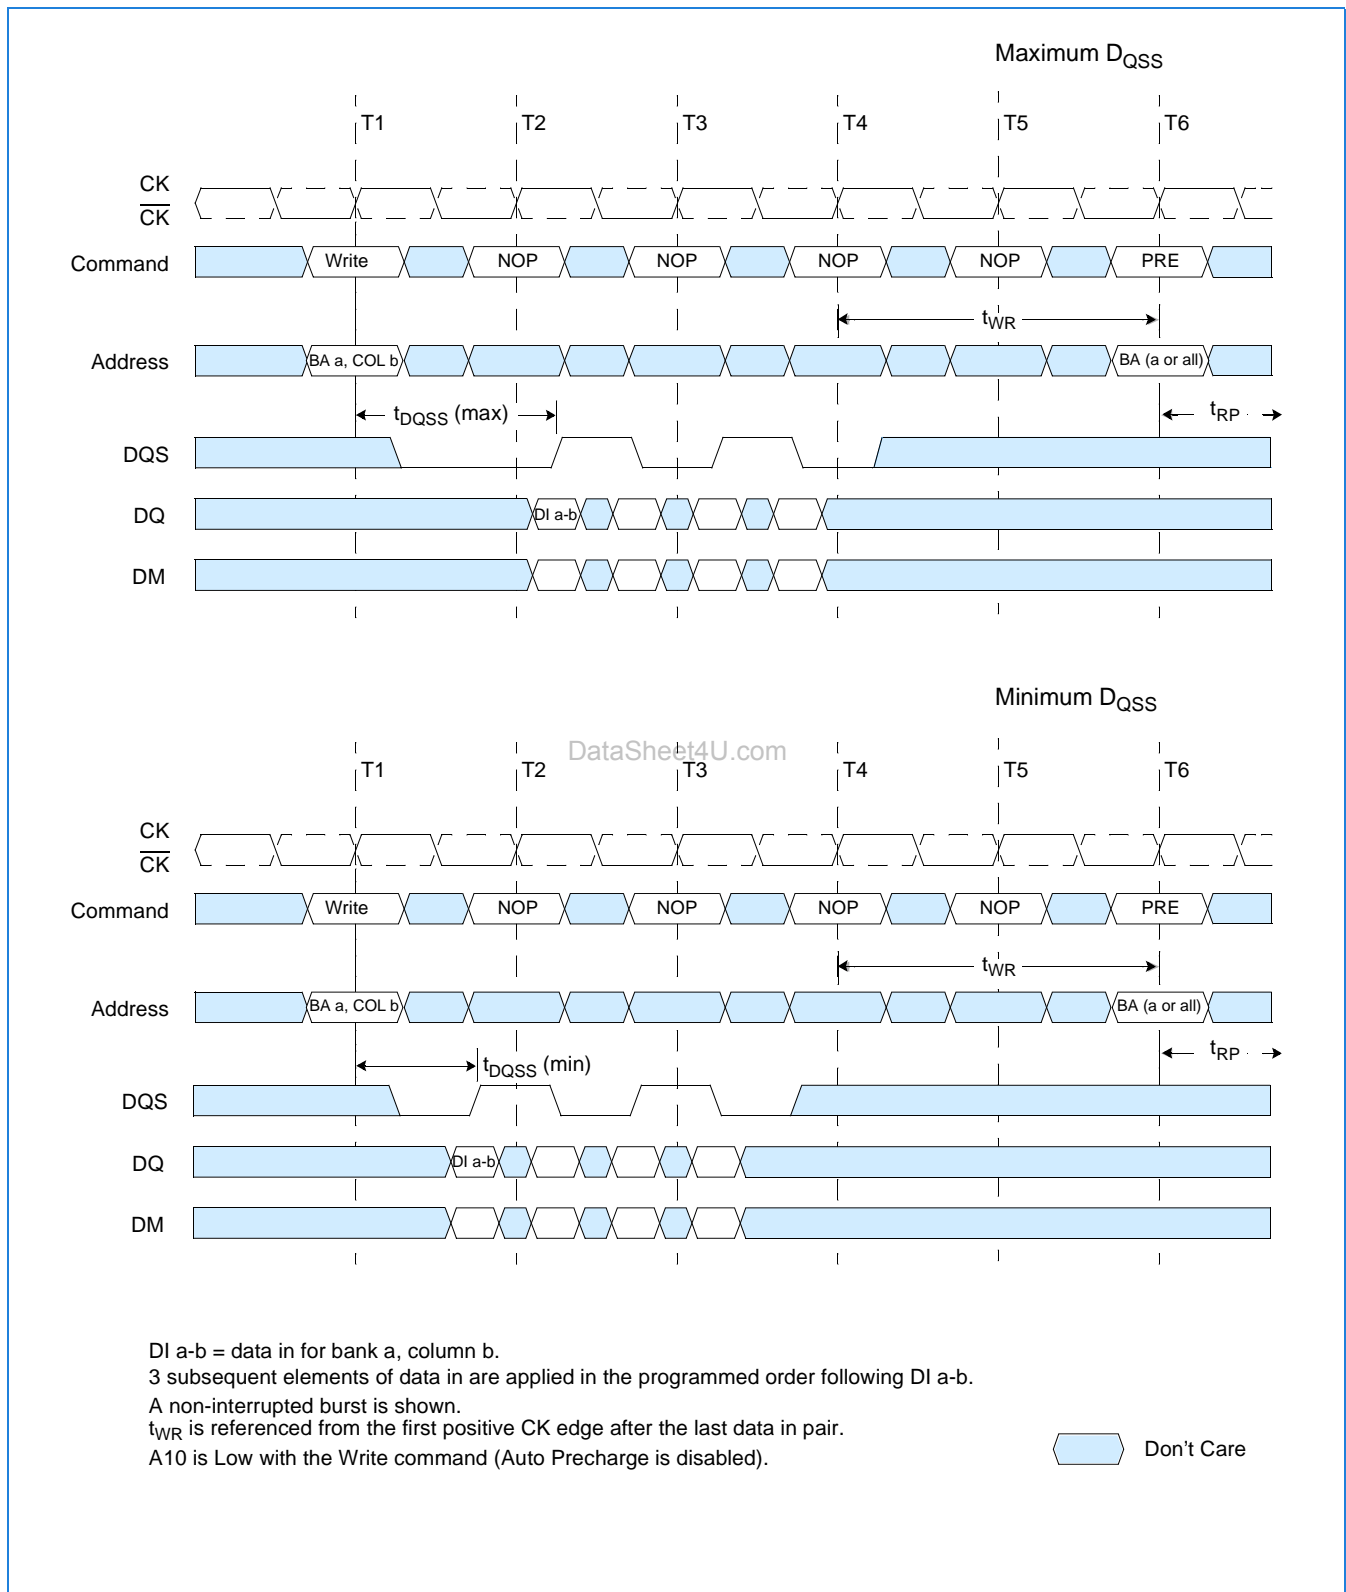 Maximum DQSS
T1 T2 T3 T4 T5 T6
CK
CK
Command Write NOP NOP NOP NOP PRE
tWR
Address BA a, COL b BA (a or all)
tDQSS (max) tRP
DQS
DQ DI a-b
DM
Minimum DQSS
DataSheet4U.com
T1 T2 T3 T4 T5 T6
CK
CK
Command Write NOP NOP NOP NOP PRE
tWR
Address BA a, COL b BA (a or all)
tDQSS (min) tRP
DQS
DQ DI a-b
DM
DI a-b = data in for bank a, column b.
3 subsequent elements of data in are applied in the programmed order following DI a-b.
A non-interrupted burst is shown.
tWR is referenced from the first positive CK edge after the last data in pair.
A10 is Low with the Write command (Auto Precharge is disabled).
Don't Care